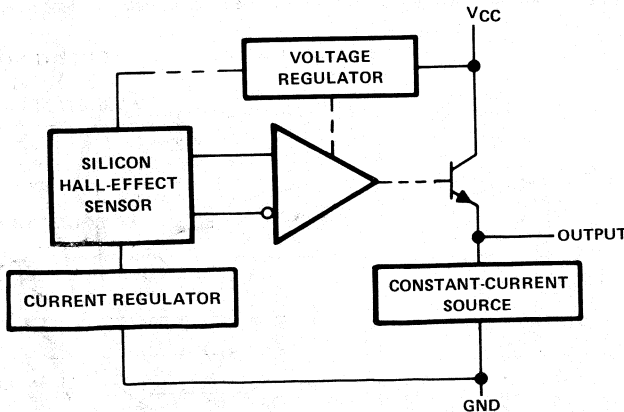 VCC
VOLTAGE
REGULATOR
SILICON
HALL-EFFECT
SENSOR
OUTPUT
CURRENT REGULATOR
CONSTANT-CURRENT
SOURCE
GND